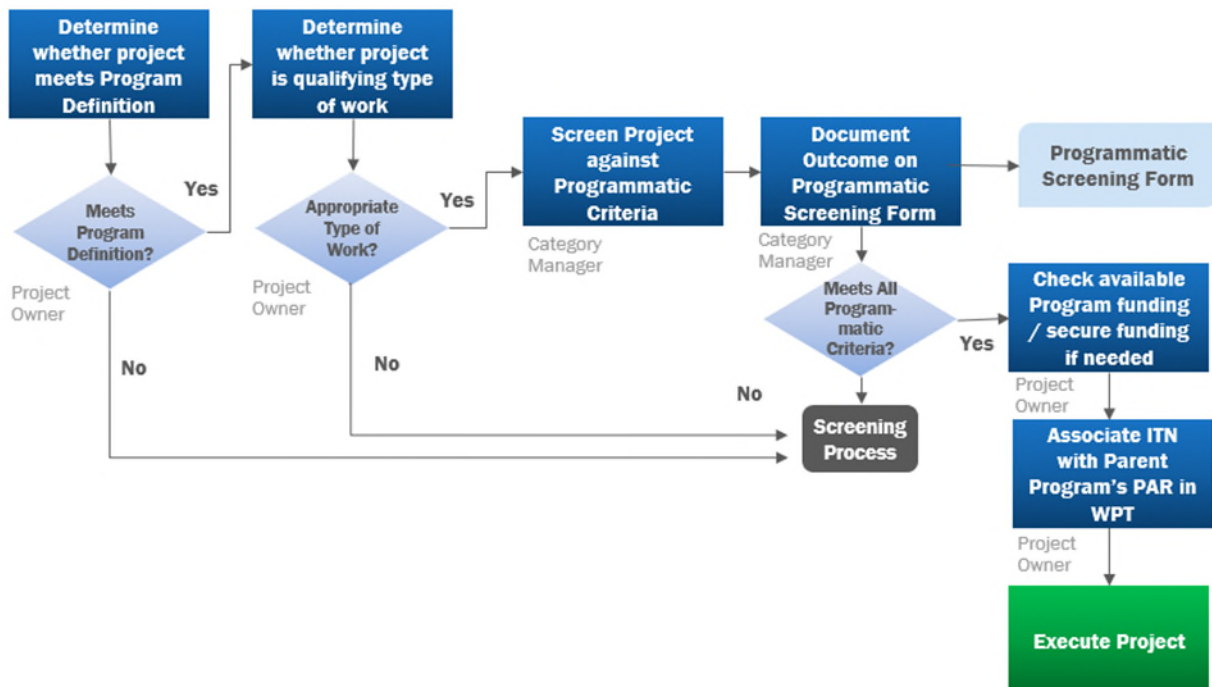 Determine
whether project
meets Program
Definition
Determine
whether project
is qualifying type
of work
Yes
Meets
Program
Definition?
Project
Owner
No
Appropriate
Type of
Work?
Yes
Project
Owner
No
Screen Project
against
Programmatic
Criteria
Category
Manager
Document
Outcome on
Programmatic
Screening Form
Category
Manager
Programmatic
Screening Form
Meets All
Program-
matic
Criteria?
Yes
No
Screening
Process
Check available
Program funding
/ secure funding
if needed
Project
Owner
Associate ITN
with Parent
Program's PAR in
WPT
Project
Owner
Execute Project